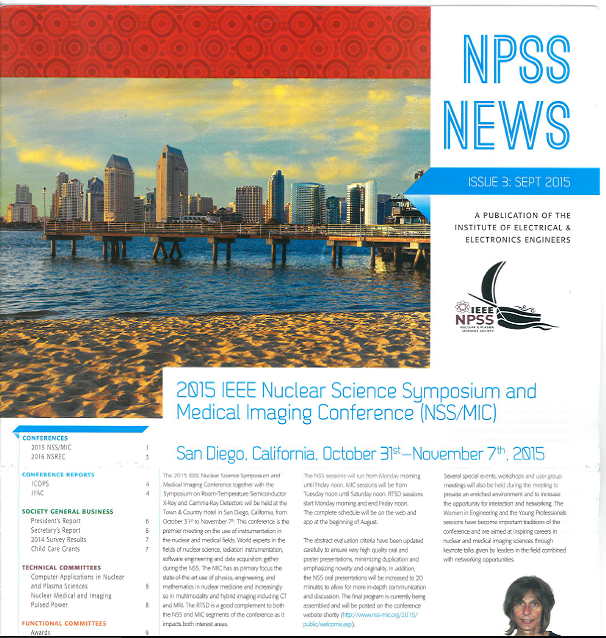 NPSS
NEWS
ISSUE 3: SEPT 2015
A PUBLICATION OF THE
INSTITUTE OF ELECTRICAL &
ELECTRONICS ENGINEERS
IEEE
NPSS
NUCLEAR & PLASMA
SCIENCES SOCIETY
2015 IEEE Nuclear Science Symposium and
Medical Imaging Conference (NSS/MIC)
San Diego, California, October 31st—November 7th, 2015
CONFERENCES
2015 NSS/MIC 1
2016 NSREC 3
CONFERENCE REPORTS
ICOPS 4
IPAC 4
SOCIETY GENERAL BUSINESS
President's Report 6
Secretary's Report 6
2014 Survey Results 7
Child Care Grants 7
TECHNICAL COMMITTEES
Computer Applications in Nuclear
and Plasma Sciences 8
Nuclear Medical and Imaging
Pulsed Power 8
FUNCTIONAL COMMITTEES
Awards 9
The 2015 IEEE Nuclear Science Symposium and
Medical Imaging Conference together with the
Symposium on Room-Temperature Semiconductor
X-Ray and Gamma-Ray Detectors will be held at the
Town & Country Hotel in San Diego, California, from
October 31st to November 7th. This conference is the
premier meeting on the use of instrumentation in
the nuclear and medical fields. World experts in the
fields of nuclear science, radiation instrumentation,
software engineering and data acquisition gather
during the NSS. The MIC has as primary focus the
state-of-the art use of physics, engineering, and
mathematics in nuclear medicine and increasingly
so in multimodality and hybrid imaging including CT
and MRI. The RTSD is a good complement to both
the NSS and MIC segments of the conference as it
impacts both interest areas.
The NSS sessions will run from Monday morning
until Friday noon. MIC sessions will be from
Tuesday noon until Saturday noon. RTSD sessions
start Monday morning and end Friday noon.
The complete schedule will be on the web and
app at the beginning of August.
The abstract evaluation criteria have been updated
carefully to ensure very high quality oral and
poster presentations, minimizing duplication and
emphasizing novelty and originality. In addition,
the NSS oral presentations will be increased to 20
minutes to allow for more in-depth communication
and discussion. The final program is currently being
assembled and will be posted on the conference
website shortly (http://www.nss-mic.org/2015/
public/welcome.asp).
Several special events, workshops and user group
meetings will also be held during the meeting to
provide an enriched environment and to increase
the opportunity for interaction and networking. The
Women in Engineering and the Young Professionals
sessions have become important traditions of the
conference and are aimed at inspiring careers in
nuclear and medical imaging sciences through
keynote talks given by leaders in the field combined
with networking opportunities.